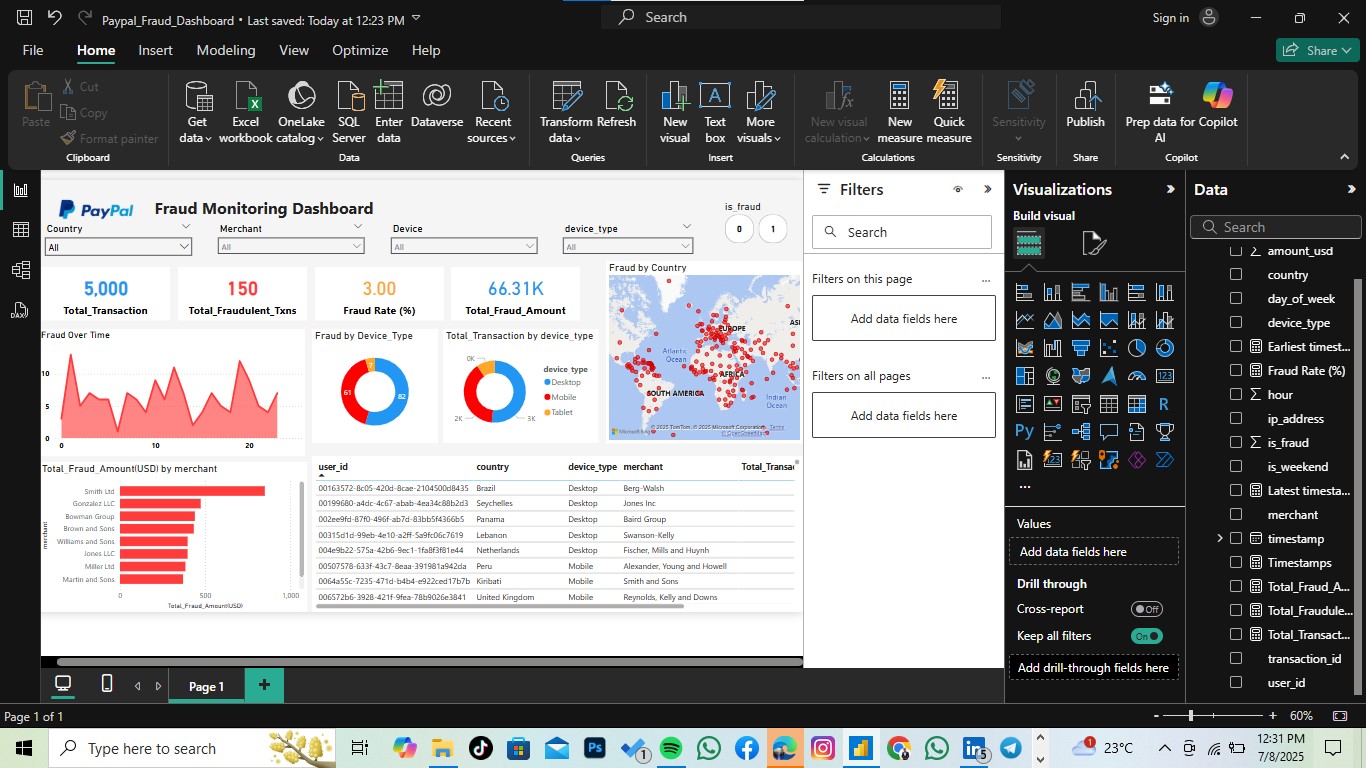 Paypal_Fraud_Dashboard • Last saved: Today at 12:23 PM
Search
Sign in
File Home Insert Modeling View Optimize Help
Share
Paste
Cut
Copy
Format painter
Clipboard
Get data
Excel workbook
OneLake catalog
SQL Server
Enter data
Dataverse
Recent sources
Data
Transform data
Refresh
Queries
New visual
Text box
More visuals
Insert
New visual calculation
New measure
Quick measure
Calculations
Sensitivity
Sensitivity
Publish
Share
Prep data for AI
Copilot
Copilot
PayPal
Fraud Monitoring Dashboard
is_fraud
0 1
Country Merchant Device device_type
All All All All
5,000
Total_Transaction
150
Total_Fraudulent_Txns
3.00
Fraud Rate (%)
66.31K
Total_Fraud_Amount
Fraud by Country
EUROPE
ASI
Atlantic Ocean
AFRICA
SOUTH AMERICA
Indian Ocean
Microsoft Bing
© 2025 TomTom, © 2025 Microsoft Corporation, Terms
© OpenStreetMap
Fraud Over Time
10
5
0
0 10 20
Fraud by Device_Type
7
61
82
Total_Transaction by device_type
0K
2K
3K
device_type
Desktop
Mobile
Tablet
Total_Fraud_Amount(USD) by merchant
merchant
Smith Ltd
Gonzalez LLC
Bowman Group
Brown and Sons
Williams and Sons
Jones LLC
Miller Ltd
Martin and Sons
0 500 1,000
Total_Fraud_Amount(USD)
user_id country device_type merchant Total_Transac
00163572-8c05-420d-8cae-2104500d8435 Brazil Desktop Berg-Walsh
00199680-a4dc-4c67-abab-4ea34c88b2d3 Seychelles Desktop Jones Inc
002ee9fd-87f0-496f-ab7d-83bb5f4366b5 Panama Desktop Baird Group
00315d1d-99eb-4e10-a2ff-5a9fc06c7619 Lebanon Desktop Swanson-Kelly
004e9b22-575a-42b6-9ec1-1fa8f3f81e44 Netherlands Desktop Fischer, Mills and Huynh
00507578-633f-43c7-8eaa-391981a942da Peru Mobile Alexander, Young and Howell
0064a55c-7235-471d-b4b4-e922ced17b7b Kiribati Mobile Smith and Sons
006572b6-3928-421f-9fea-78b9026e3841 United Kingdom Mobile Reynolds, Kelly and Downs
Filters
Search
Filters on this page ...
Add data fields here
Filters on all pages ...
Add data fields here
Visualizations
Build visual
123
R
Py
...
Values
Add data fields here
Drill through
Cross-report Off
Keep all filters On
Add drill-through fields here
Data
Search
amount_usd
country
day_of_week
device_type
Earliest timest...
Fraud Rate (%)
hour
ip_address
is_fraud
is_weekend
Latest timesta...
merchant
timestamp
Timestamps
Total_Fraud_A...
Total_Fraudule...
Total_Transact...
transaction_id
user_id
Page 1
+
Page 1 of 1
- + 60%
Type here to search
Ps
1
5
1
23°C
12:31 PM
7/8/2025